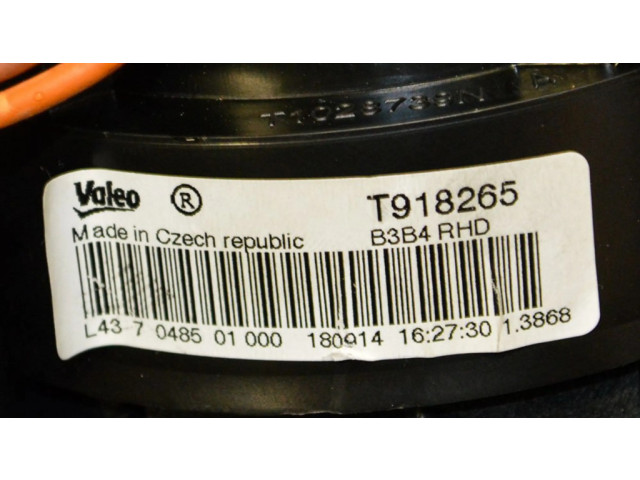 T1028739N
Valeo ® T918265
Made in Czech republic B3B4 RHD
L43 7 0485 01 000 180914 16:27:30 1.3868